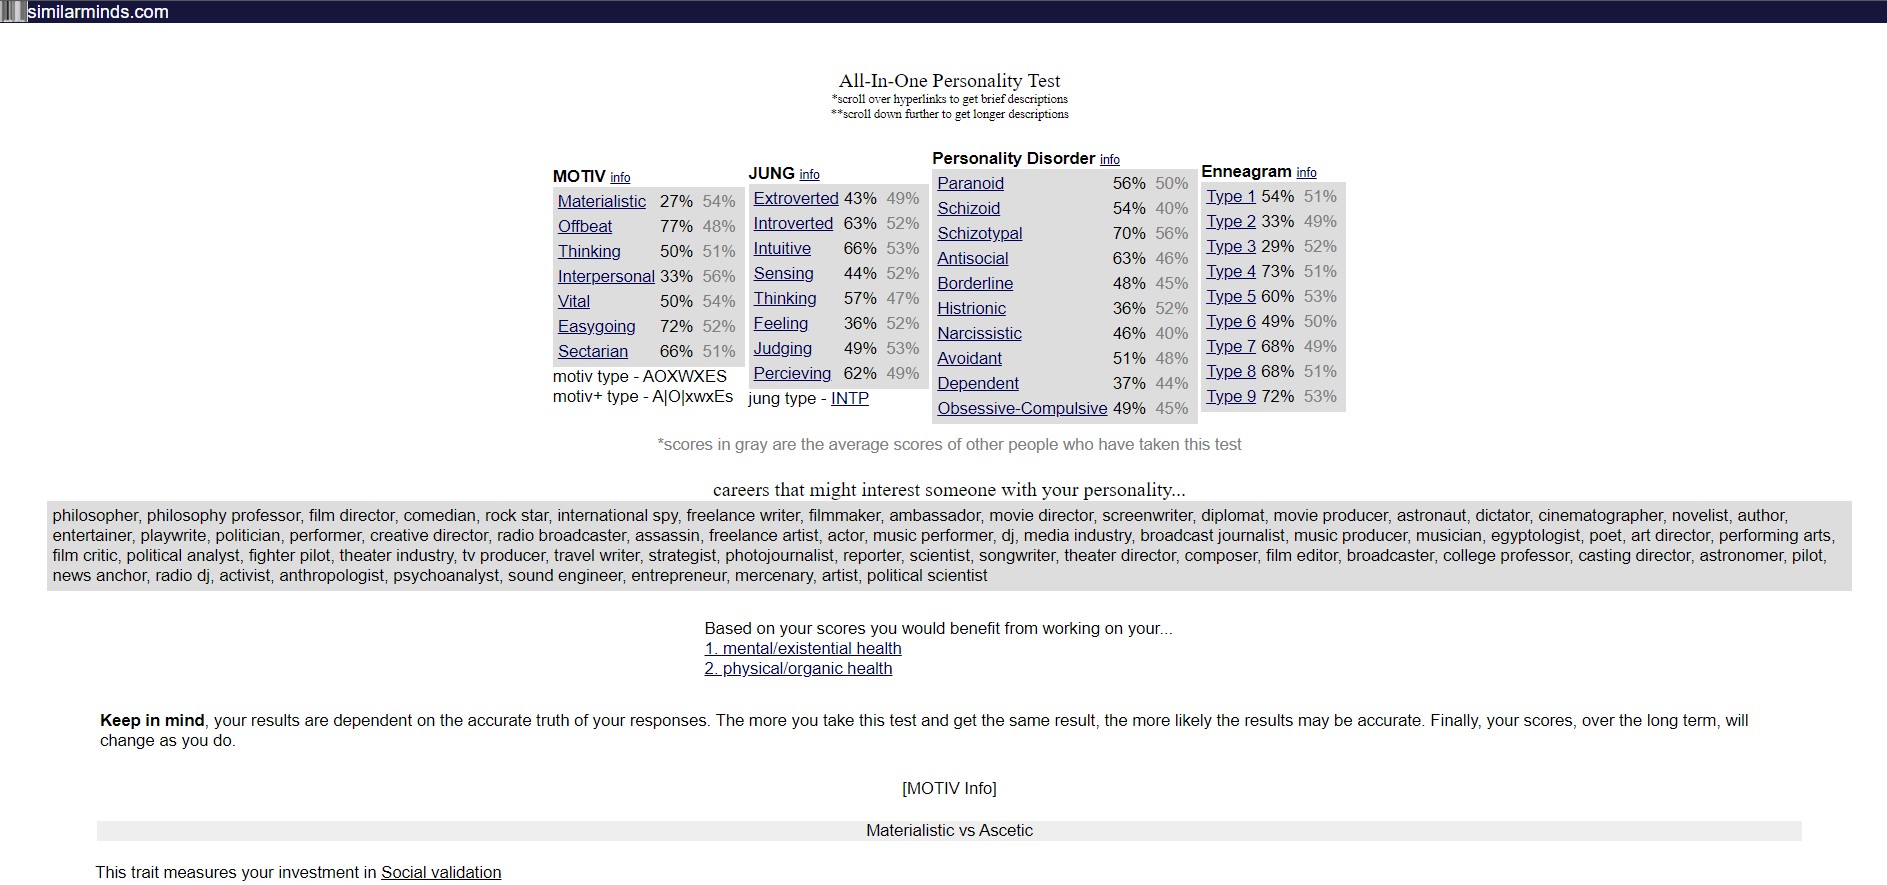 similarminds.com
All-In-One Personality Test
*scroll over hyperlinks to get brief descriptions
**scroll down further to get longer descriptions
MOTIV info
Materialistic 27% 54%
Offbeat 77% 48%
Thinking 50% 51%
Interpersonal 33% 56%
Vital 50% 54%
Easygoing 72% 52%
Sectarian 66% 51%
motiv type - AOXWXES
motiv+ type - A|O|xwxEs
JUNG info
Extroverted 43% 49%
Introverted 63% 52%
Intuitive 66% 53%
Sensing 44% 52%
Thinking 57% 47%
Feeling 36% 52%
Judging 49% 53%
Percieving 62% 49%
jung type - INTP
Personality Disorder info
Paranoid 56% 50%
Schizoid 54% 40%
Schizotypal 70% 56%
Antisocial 63% 46%
Borderline 48% 45%
Histrionic 36% 52%
Narcissistic 46% 40%
Avoidant 51% 48%
Dependent 37% 44%
Obsessive-Compulsive 49% 45%
Enneagram info
Type 1 54% 51%
Type 2 33% 49%
Type 3 29% 52%
Type 4 73% 51%
Type 5 60% 53%
Type 6 49% 50%
Type 7 68% 49%
Type 8 68% 51%
Type 9 72% 53%
*scores in gray are the average scores of other people who have taken this test
careers that might interest someone with your personality...
philosopher, philosophy professor, film director, comedian, rock star, international spy, freelance writer, filmmaker, ambassador, movie director, screenwriter, diplomat, movie producer, astronaut, dictator, cinematographer, novelist, author,
entertainer, playwrite, politician, performer, creative director, radio broadcaster, assassin, freelance artist, actor, music performer, dj, media industry, broadcast journalist, music producer, musician, egyptologist, poet, art director, performing arts,
film critic, political analyst, fighter pilot, theater industry, tv producer, travel writer, strategist, photojournalist, reporter, scientist, songwriter, theater director, composer, film editor, broadcaster, college professor, casting director, astronomer, pilot,
news anchor, radio dj, activist, anthropologist, psychoanalyst, sound engineer, entrepreneur, mercenary, artist, political scientist
Based on your scores you would benefit from working on your...
1. mental/existential health
2. physical/organic health
Keep in mind, your results are dependent on the accurate truth of your responses. The more you take this test and get the same result, the more likely the results may be accurate. Finally, your scores, over the long term, will
change as you do.
[MOTIV Info]
Materialistic vs Ascetic
This trait measures your investment in Social validation